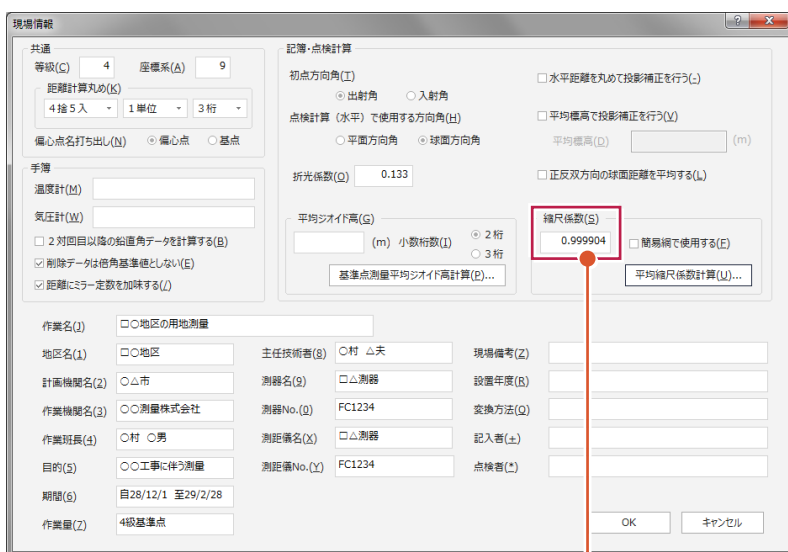 現場情報
共通
等級(C) 4 座標系(A) 9
距離計算丸め(K)
4捨5入 1単位 3桁
偏心点名打ち出し(N) 偏心点 基点
手簿
温度計(M)
気圧計(W)
2対回目以降の鉛直角データを計算する(B)
削除データは倍角基準値としない(E)
距離にミラー定数を加味する(/)
記簿・点検計算
初点方向角(T)
出射角 入射角
点検計算（水平）で使用する方向角(H)
平面方向角 球面方向角
折光係数(O) 0.133
水平距離を丸めて投影補正を行う(-)
平均標高で投影補正を行う(V)
平均標高(D) (m)
正反双方向の球面距離を平均する(L)
平均ジオイド高(G)
(m) 小数桁数(I) 2桁
3桁
基準点測量平均ジオイド高計算(P)...
縮尺係数(S)
0.999904 簡易網で使用する(F)
平均縮尺係数計算(U)...
作業名(J) □○地区の用地測量
地区名(1) □○地区 主任技術者(8) ○村 △夫 現場備考(Z)
計画機関名(2) ○△市 測器名(9) □△測器 設置年度(R)
作業機関名(3) ○○測量株式会社 測器No.(0) FC1234 変換方法(Q)
作業班長(4) ○村 ○男 測距儀名(X) □△測器 記入者(+)
目的(5) ○○工事に伴う測量 測距儀No.(Y) FC1234 点検者(*)
期間(6) 自28/12/1 至29/2/28
作業量(7) 4級基準点
OK キャンセル